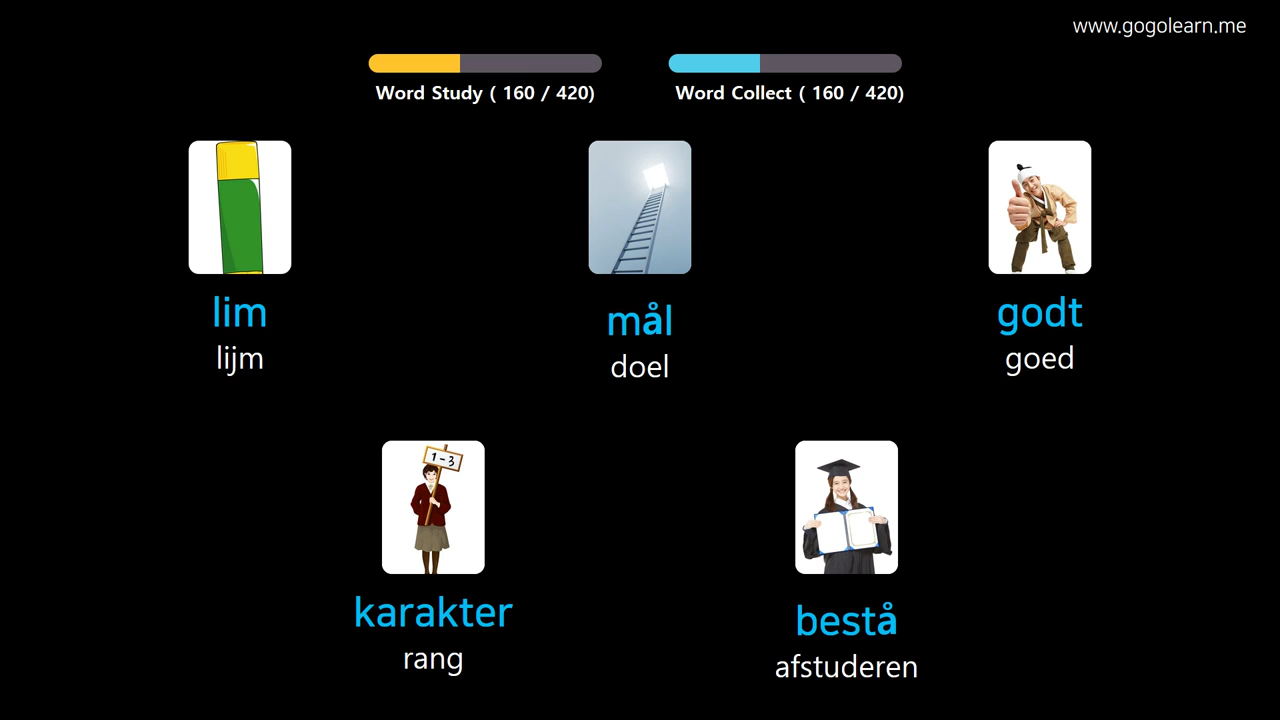 www.gogolearn.me
Word Study ( 160 / 420)
Word Collect ( 160 / 420)
lim
lijm
mål
doel
godt
goed
1-3
karakter
rang
bestå
afstuderen